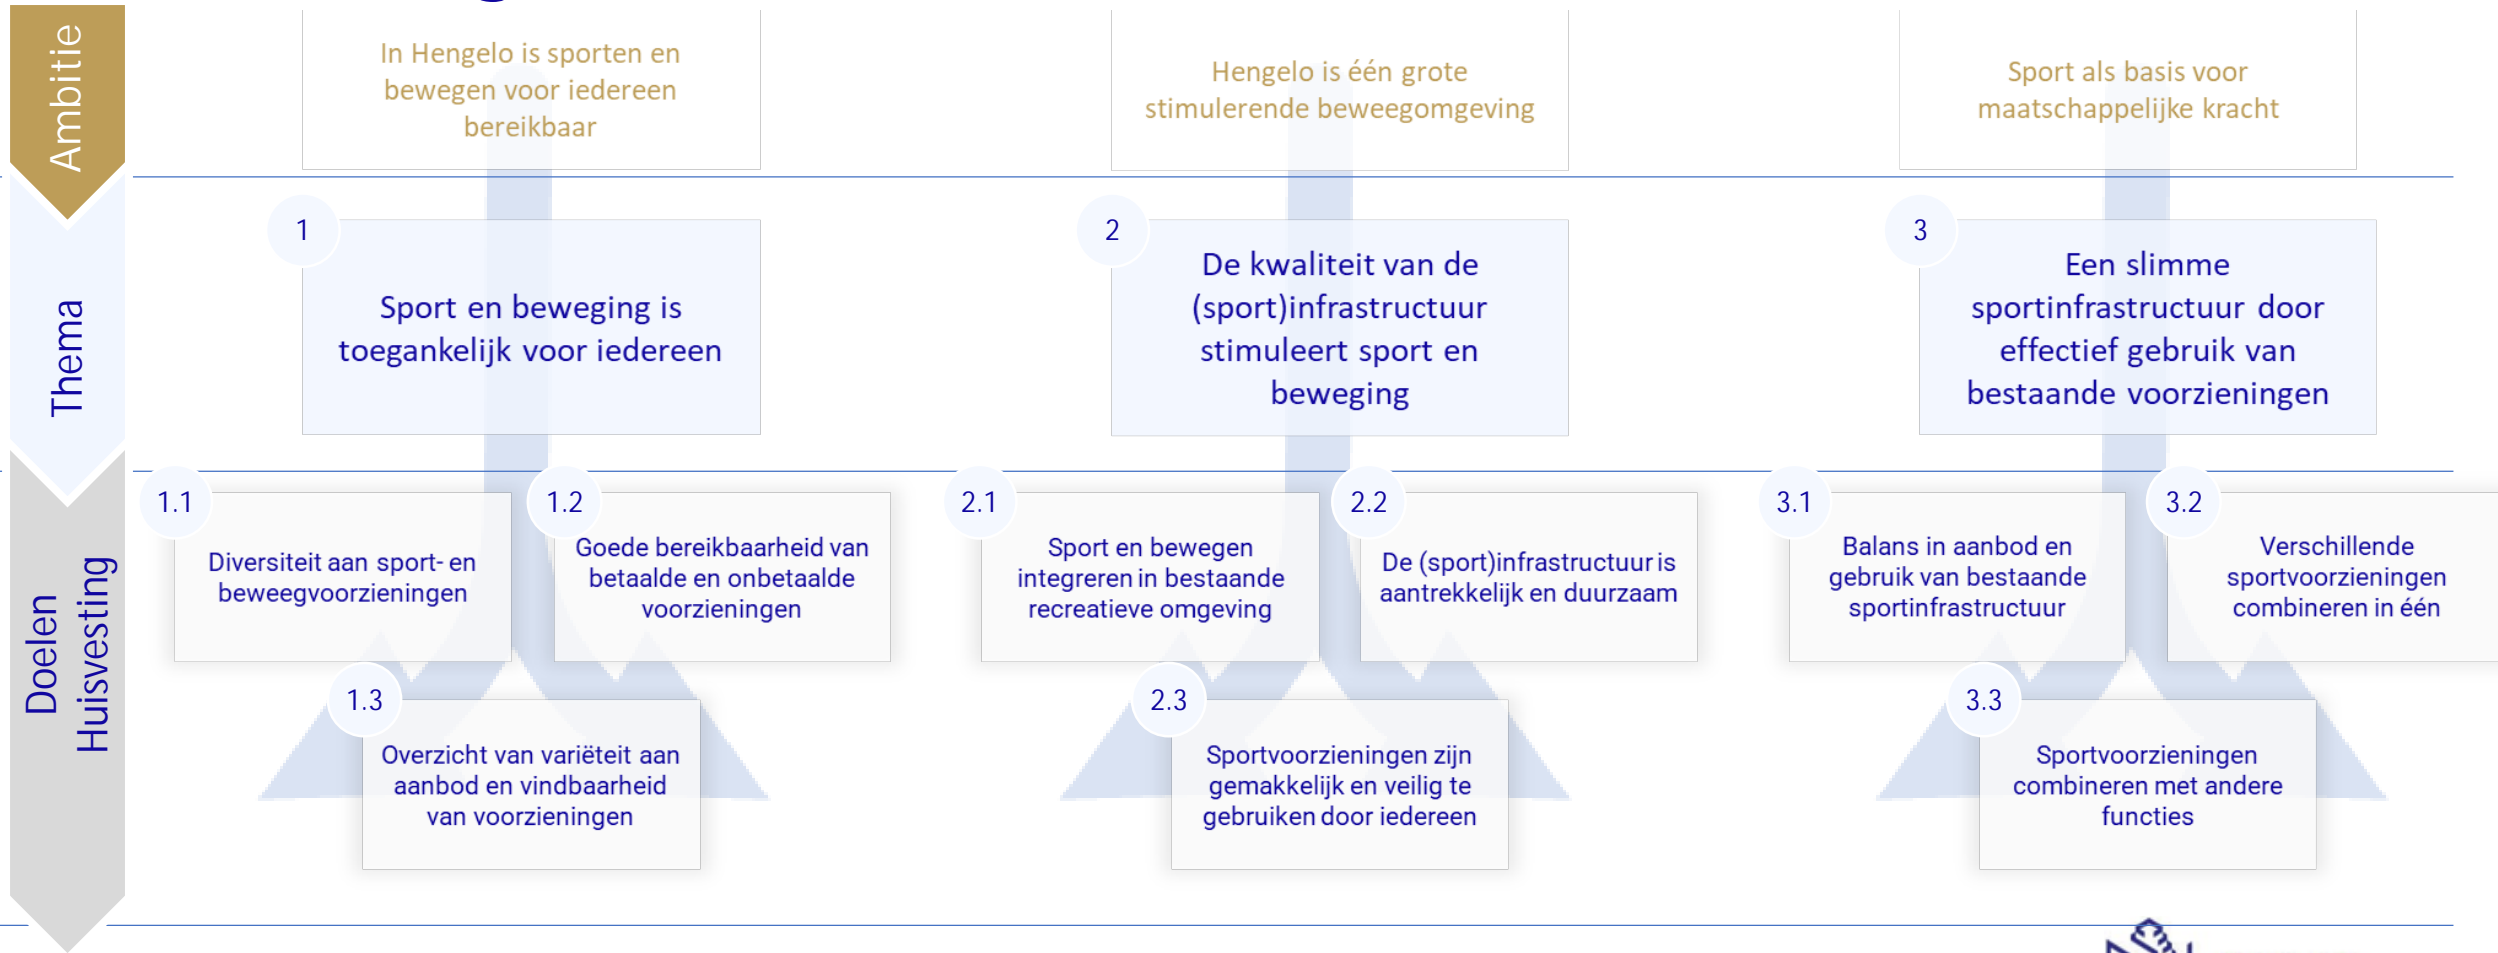 Ambitie
In Hengelo is sporten en
bewegen voor iedereen
bereikbaar
Hengelo is één grote
stimulerende beweegomgeving
Sport als basis voor
maatschappelijke kracht
Thema
1
Sport en beweging is
toegankelijk voor iedereen
2
De kwaliteit van de
(sport)infrastructuur
stimuleert sport en
beweging
3
Een slimme
sportinfrastructuur door
effectief gebruik van
bestaande voorzieningen
Doelen
Huisvesting
1.1
Diversiteit aan sport- en
beweegvoorzieningen
1.2
Goede bereikbaarheid van
betaalde en onbetaalde
voorzieningen
1.3
Overzicht van variëteit aan
aanbod en vindbaarheid
van voorzieningen
2.1
Sport en bewegen
integreren in bestaande
recreatieve omgeving
2.2
De (sport)infrastructuur is
aantrekkelijk en duurzaam
2.3
Sportvoorzieningen zijn
gemakkelijk en veilig te
gebruiken door iedereen
3.1
Balans in aanbod en
gebruik van bestaande
sportinfrastructuur
3.2
Verschillende
sportvoorzieningen
combineren in één
3.3
Sportvoorzieningen
combineren met andere
functies